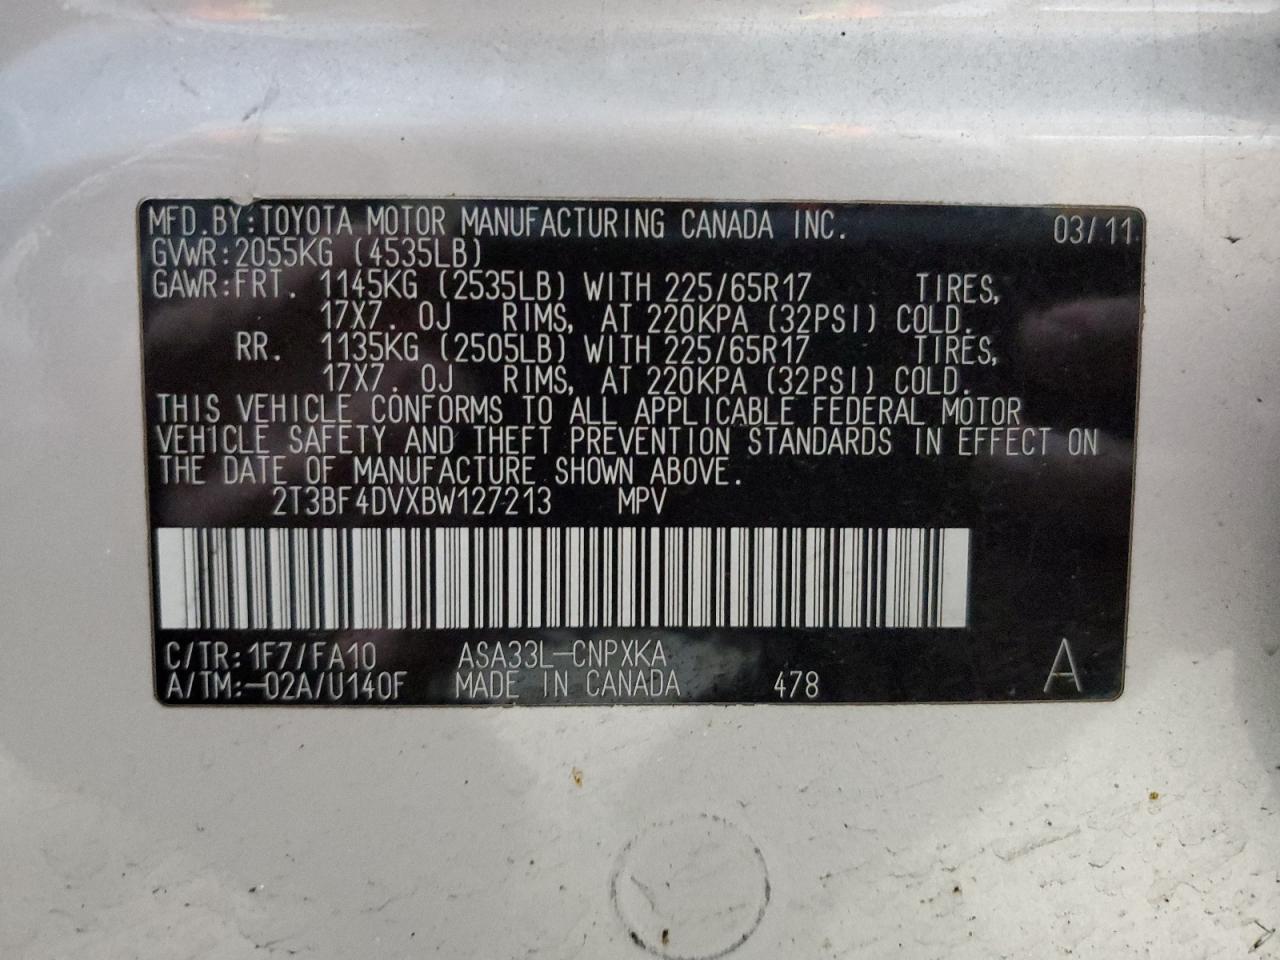 MFD.BY:TOYOTA MOTOR MANUFACTURING CANADA INC. 03/11
GVWR:2055KG (4535LB)
GAWR:FRT. 1145KG (2535LB) WITH 225/65R17 TIRES,
17X7.0J RIMS, AT 220KPA (32PSI) COLD.
RR. 1135KG (2505LB) WITH 225/65R17 TIRES,
17X7.0J RIMS, AT 220KPA (32PSI) COLD.
THIS VEHICLE CONFORMS TO ALL APPLICABLE FEDERAL MOTOR
VEHICLE SAFETY AND THEFT PREVENTION STANDARDS IN EFFECT ON
THE DATE OF MANUFACTURE SHOWN ABOVE.
2T3BF4DVXBW127213 MPV
C/TR:1F7/FA10 ASA33L-CNPXKA A
A/TM:-02A/U140F MADE IN CANADA 478